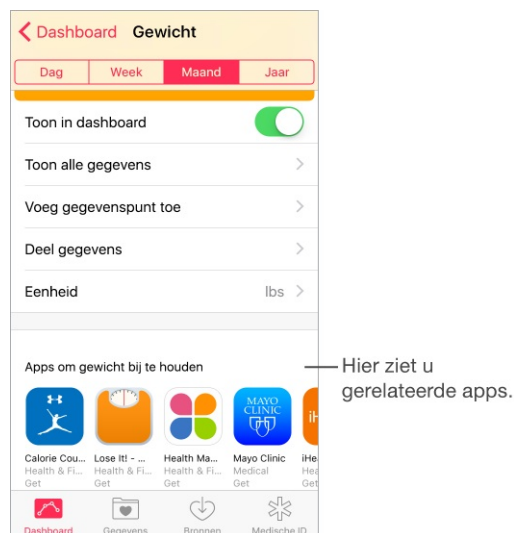 Dashboard Gewicht
Dag Week Maand Jaar
Toon in dashboard
Toon alle gegevens
Voeg gegevenspunt toe
Deel gegevens
Eenheid lbs
Apps om gewicht bij te houden
Hier ziet u
gerelateerde apps.
MAYO
CLINIC
iH
Calorie Cou... Lose It! - ... Health Ma... Mayo Clinic iHe
Health & Fi... Health & Fi... Health & Fi... Medical Hea
Get Get Get Get Get
Dashboard Gegevens Bronnen Medische ID